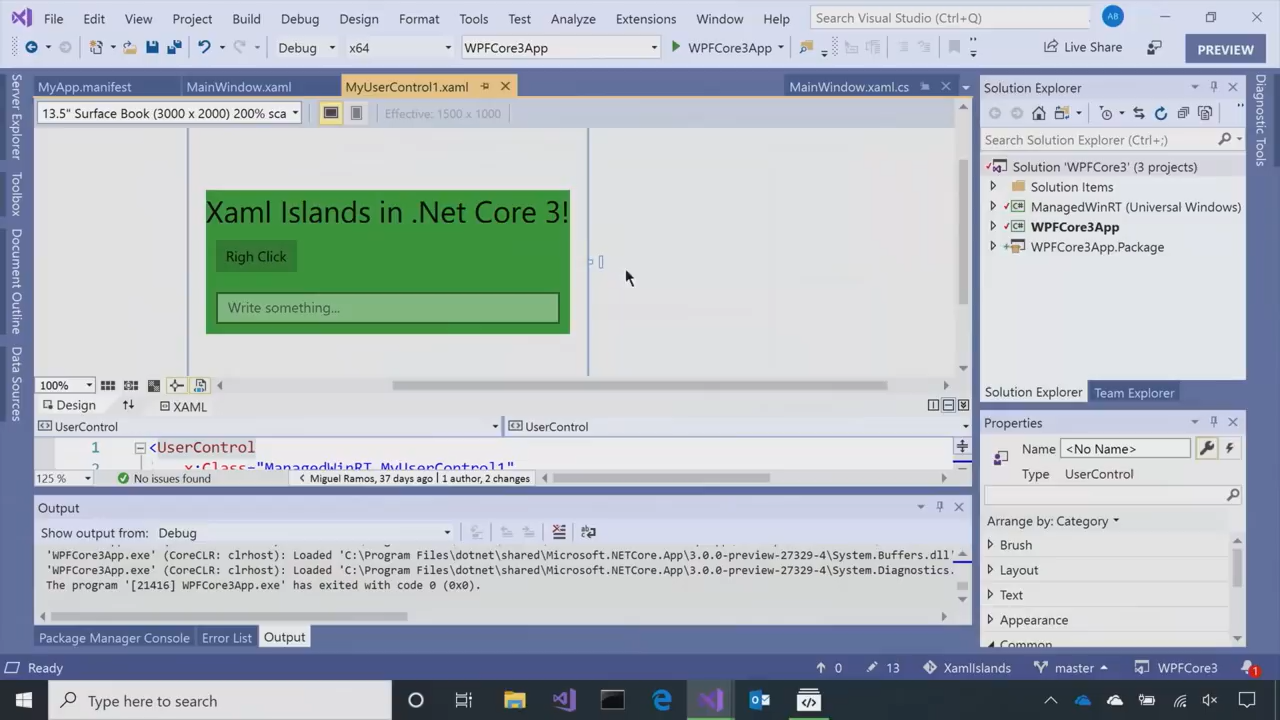 File Edit View Project Build Debug Design Format Tools Test Analyze Extensions Window Help Search Visual Studio (Ctrl+Q) AB
Debug x64 WPFCore3App WPFCore3App Live Share PREVIEW
MyApp.manifest MainWindow.xaml MyUserControl1.xaml MainWindow.xaml.cs
13.5" Surface Book (3000 x 2000) 200% sca Effective: 1500 x 1000
Server Explorer
Toolbox
Document Outline
Data Sources
Xaml Islands in .Net Core 3!
Righ Click
Write something...
100%
Design XAML
UserControl UserControl
1 <UserControl
2 x:Class="ManagedWinRT.MyUserControl1"
125 % No issues found Miguel Ramos, 37 days ago | 1 author, 2 changes
Output
Show output from: Debug
'WPFCore3App.exe' (CoreCLR: clrhost): Loaded 'C:\Program Files\dotnet\shared\Microsoft.NETCore.App\3.0.0-preview-27329-4\System.Buffers.dll'
'WPFCore3App.exe' (CoreCLR: clrhost): Loaded 'C:\Program Files\dotnet\shared\Microsoft.NETCore.App\3.0.0-preview-27329-4\System.Diagnostics.
The program '[21416] WPFCore3App.exe' has exited with code 0 (0x0).
Package Manager Console Error List Output
Solution Explorer
Search Solution Explorer (Ctrl+;)
Solution 'WPFCore3' (3 projects)
Solution Items
C# ManagedWinRT (Universal Windows)
C# WPFCore3App
WPFCore3App.Package
Solution Explorer Team Explorer
Properties
Name <No Name>
Type UserControl
Arrange by: Category
Brush
Layout
Text
Appearance
Common
Diagnostic Tools
Ready 0 13 XamlIslands master WPFCore3 1
Type here to search